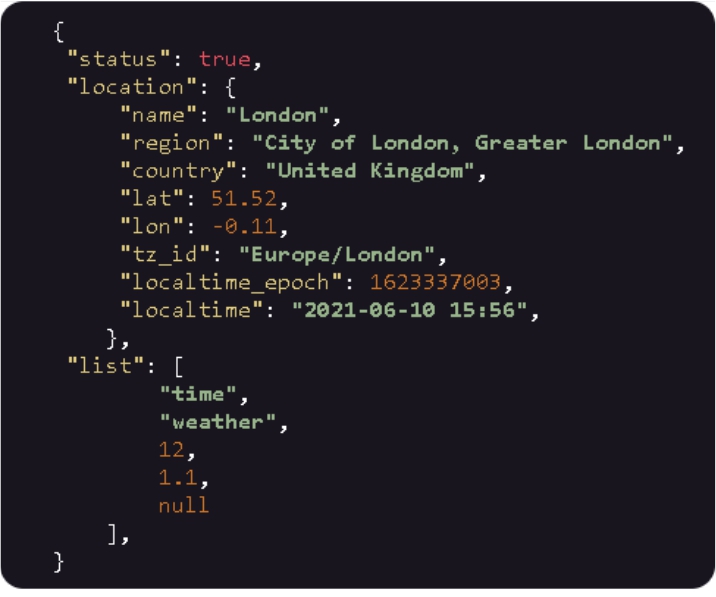 {
"status": true,
"location": {
"name": "London",
"region": "City of London, Greater London",
"country": "United Kingdom",
"lat": 51.52,
"lon": -0.11,
"tz_id": "Europe/London",
"localtime_epoch": 1623337003,
"localtime": "2021-06-10 15:56",
},
"list": [
"time",
"weather",
12,
1.1,
null
],
}